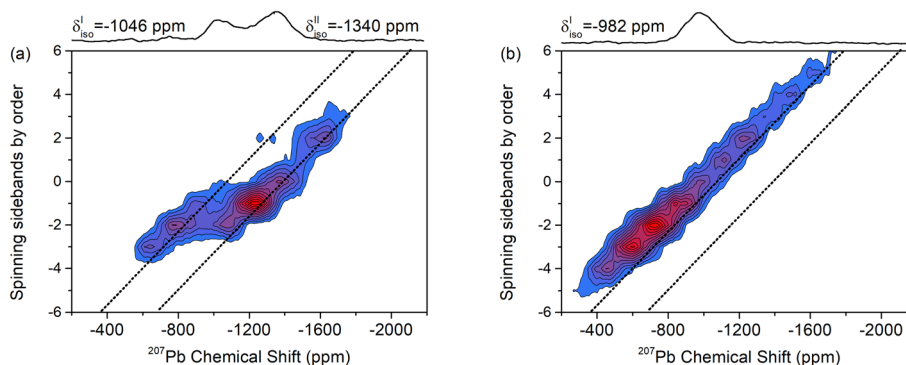 δ^I_iso=-1046 ppm
δ^II_iso=-1340 ppm
(a)
Spinning sidebands by order
6
4
2
0
-2
-4
-6
-400 -800 -1200 -1600 -2000
²⁰⁷Pb Chemical Shift (ppm)
δ^I_iso=-982 ppm
(b)
Spinning sidebands by order
6
4
2
0
-2
-4
-6
-400 -800 -1200 -1600 -2000
²⁰⁷Pb Chemical Shift (ppm)